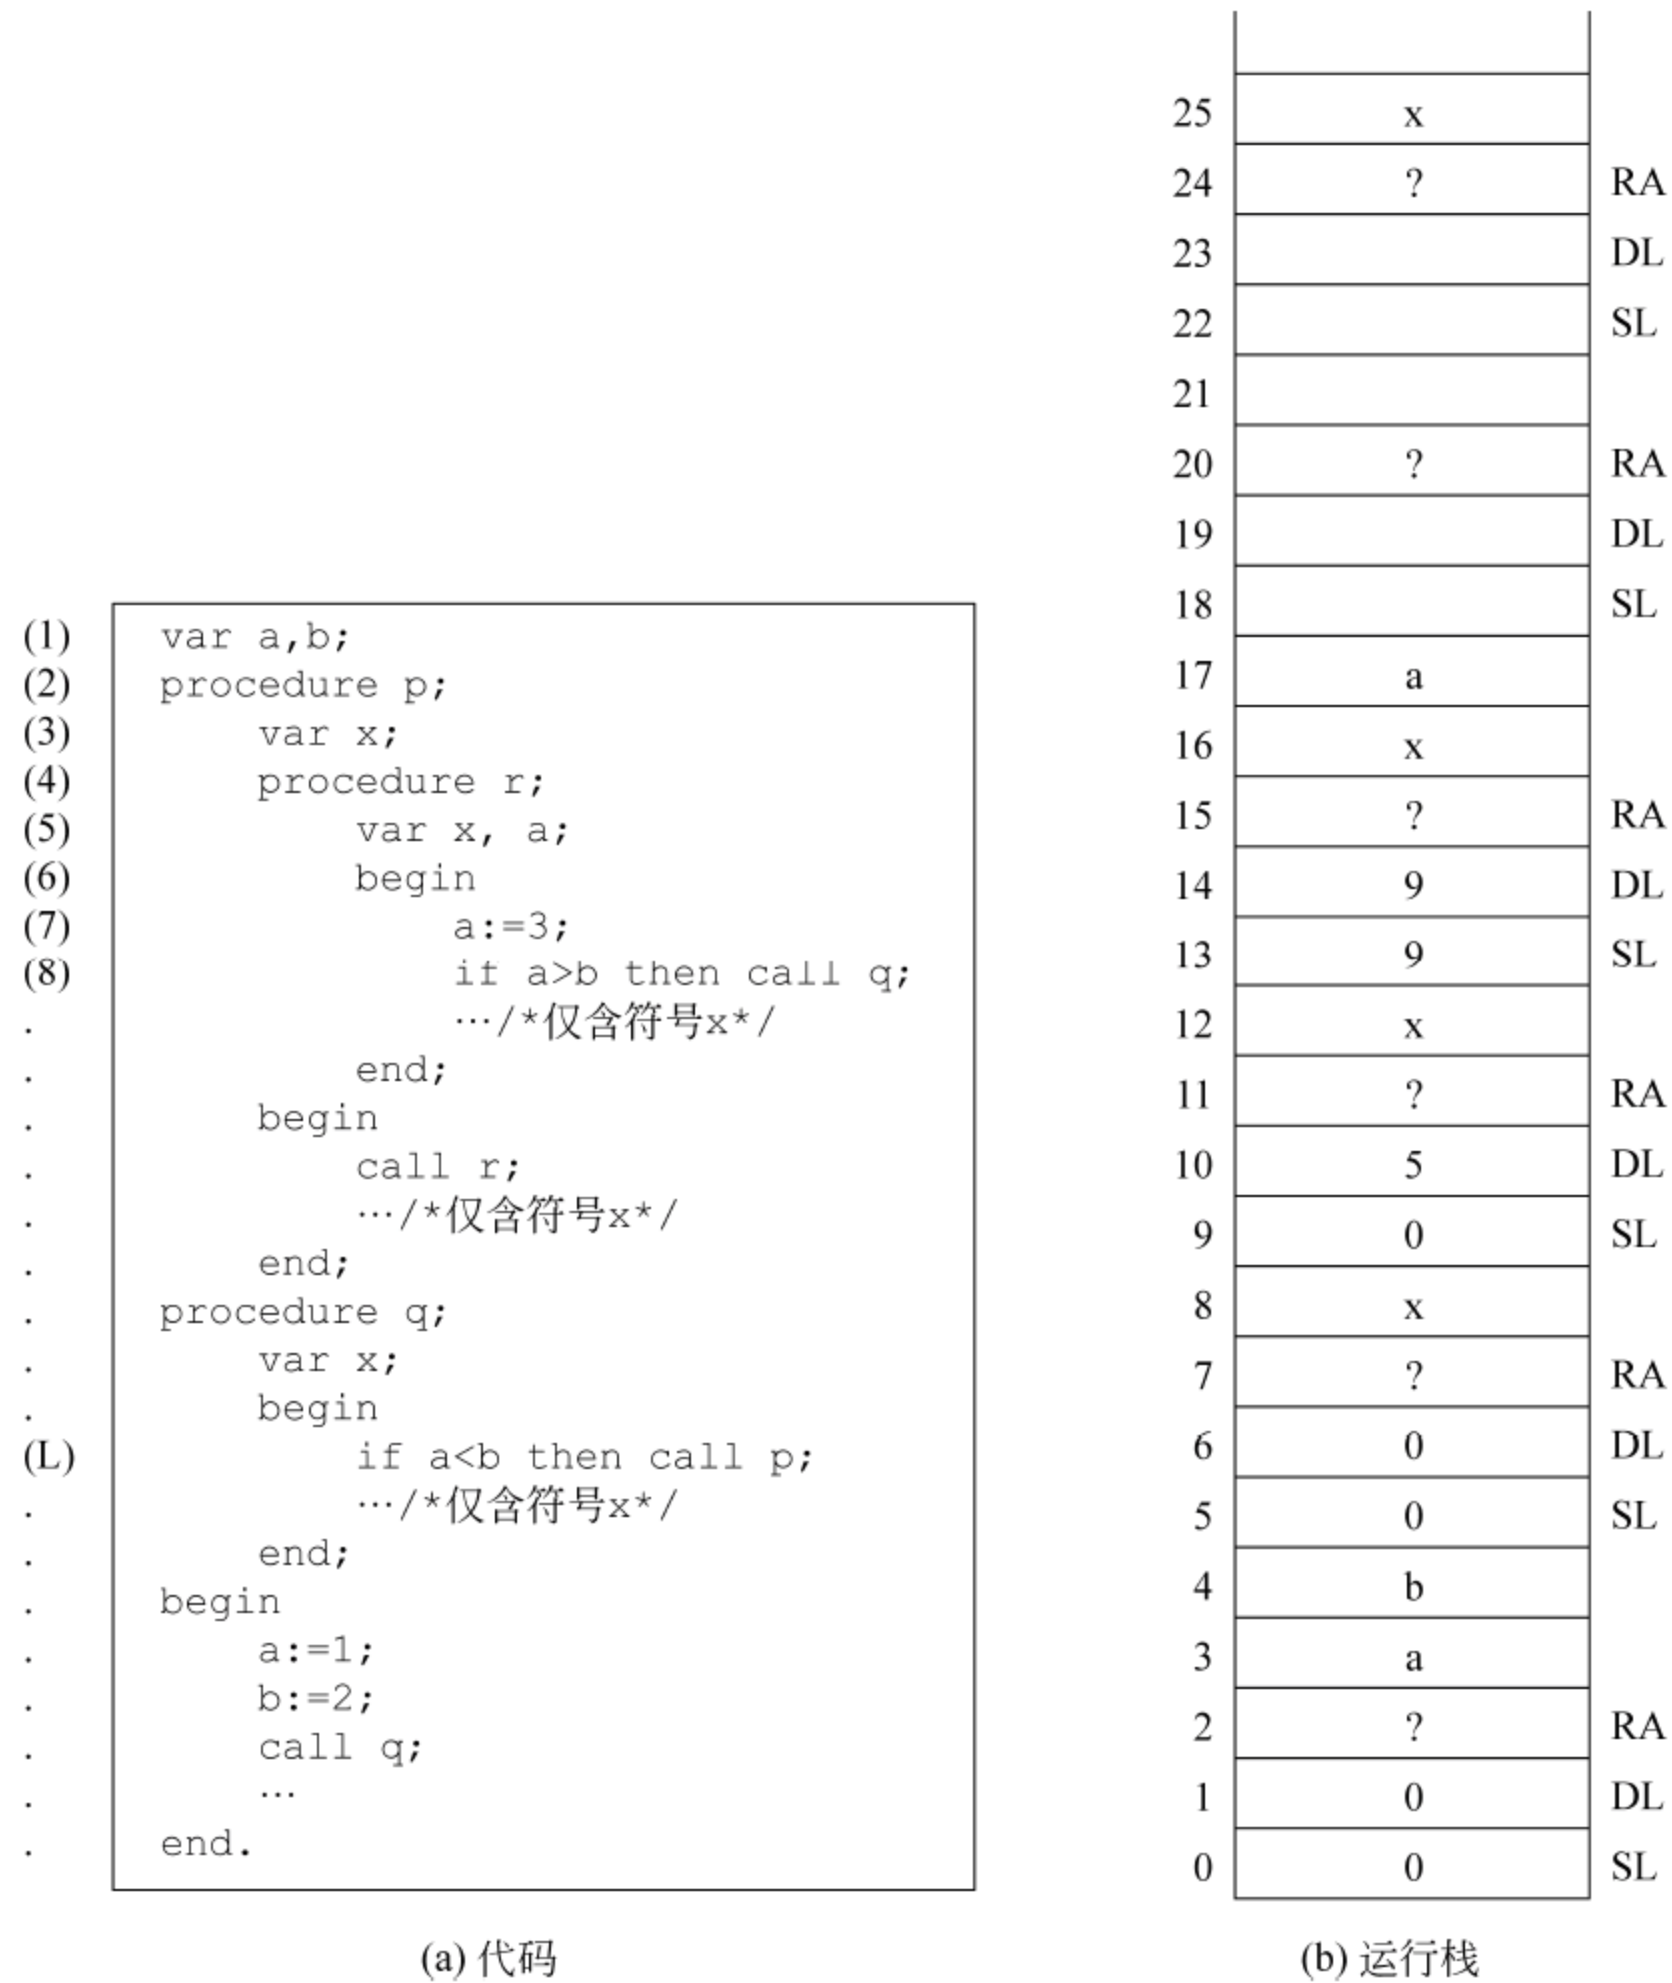 (1) var a,b;
(2) procedure p;
(3) var x;
(4) procedure r;
(5) var x, a;
(6) begin
(7) a:=3;
(8) if a>b then call q;
. …/*仅含符号x*/
. end;
. begin
. call r;
. …/*仅含符号x*/
. end;
. procedure q;
. var x;
. begin
(L) if a<b then call p;
. …/*仅含符号x*/
. end;
. begin
. a:=1;
. b:=2;
. call q;
. …
. end.
(a) 代码
25 x
24 ? RA
23 DL
22 SL
21
20 ? RA
19 DL
18 SL
17 a
16 x
15 ? RA
14 9 DL
13 9 SL
12 x
11 ? RA
10 5 DL
9 0 SL
8 x
7 ? RA
6 0 DL
5 0 SL
4 b
3 a
2 ? RA
1 0 DL
0 0 SL
(b) 运行栈